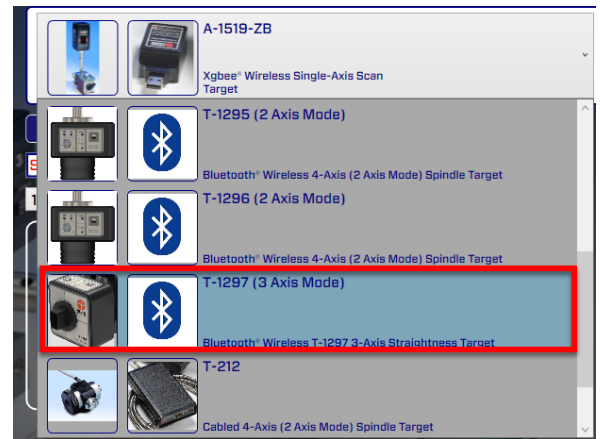 A-1519-ZB
Xgbee® Wireless Single-Axis Scan
Target
T-1295 (2 Axis Mode)
Bluetooth® Wireless 4-Axis (2 Axis Mode) Spindle Target
T-1296 (2 Axis Mode)
Bluetooth® Wireless 4-Axis (2 Axis Mode) Spindle Target
T-1297 (3 Axis Mode)
Bluetooth® Wireless T-1297 3-Axis Straightness Target
T-212
Cabled 4-Axis (2 Axis Mode) Spindle Target
S
1